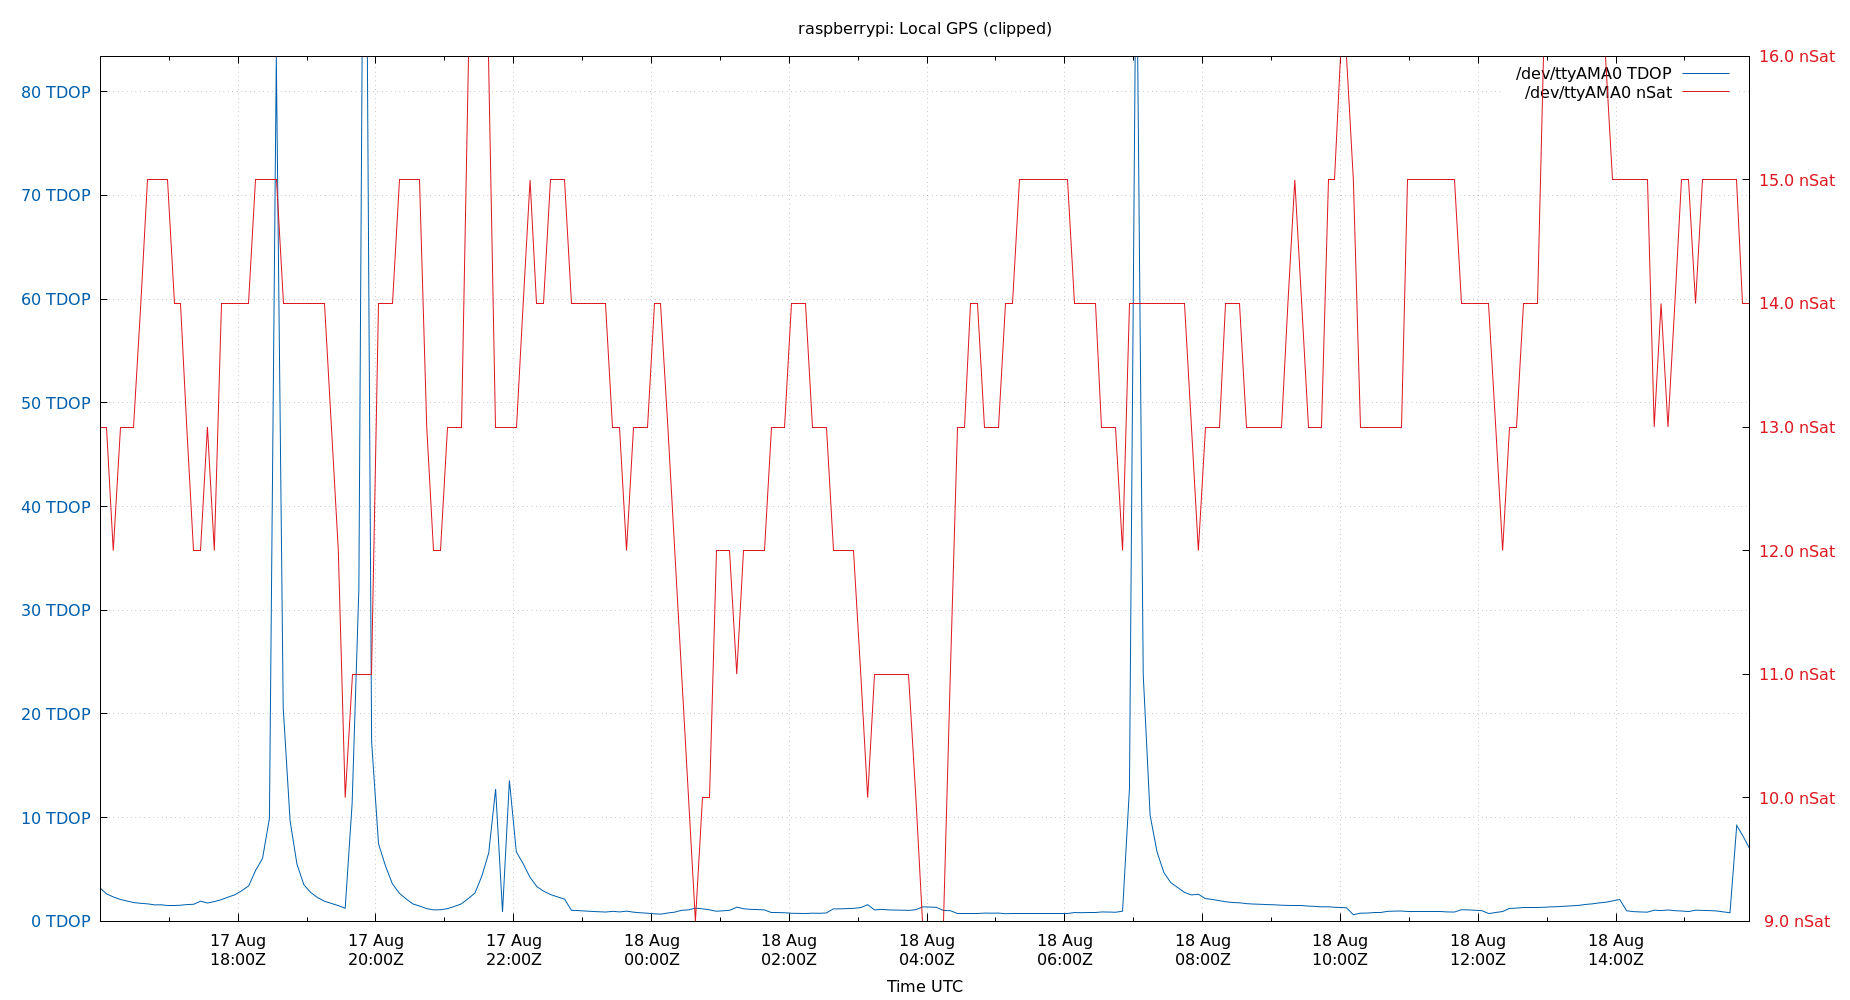 raspberrypi: Local GPS (clipped)
/dev/ttyAMA0 TDOP
/dev/ttyAMA0 nSat
80 TDOP
70 TDOP
60 TDOP
50 TDOP
40 TDOP
30 TDOP
20 TDOP
10 TDOP
0 TDOP
16.0 nSat
15.0 nSat
14.0 nSat
13.0 nSat
12.0 nSat
11.0 nSat
10.0 nSat
9.0 nSat
17 Aug
18:00Z
17 Aug
20:00Z
17 Aug
22:00Z
18 Aug
00:00Z
18 Aug
02:00Z
18 Aug
04:00Z
18 Aug
06:00Z
18 Aug
08:00Z
18 Aug
10:00Z
18 Aug
12:00Z
18 Aug
14:00Z
Time UTC